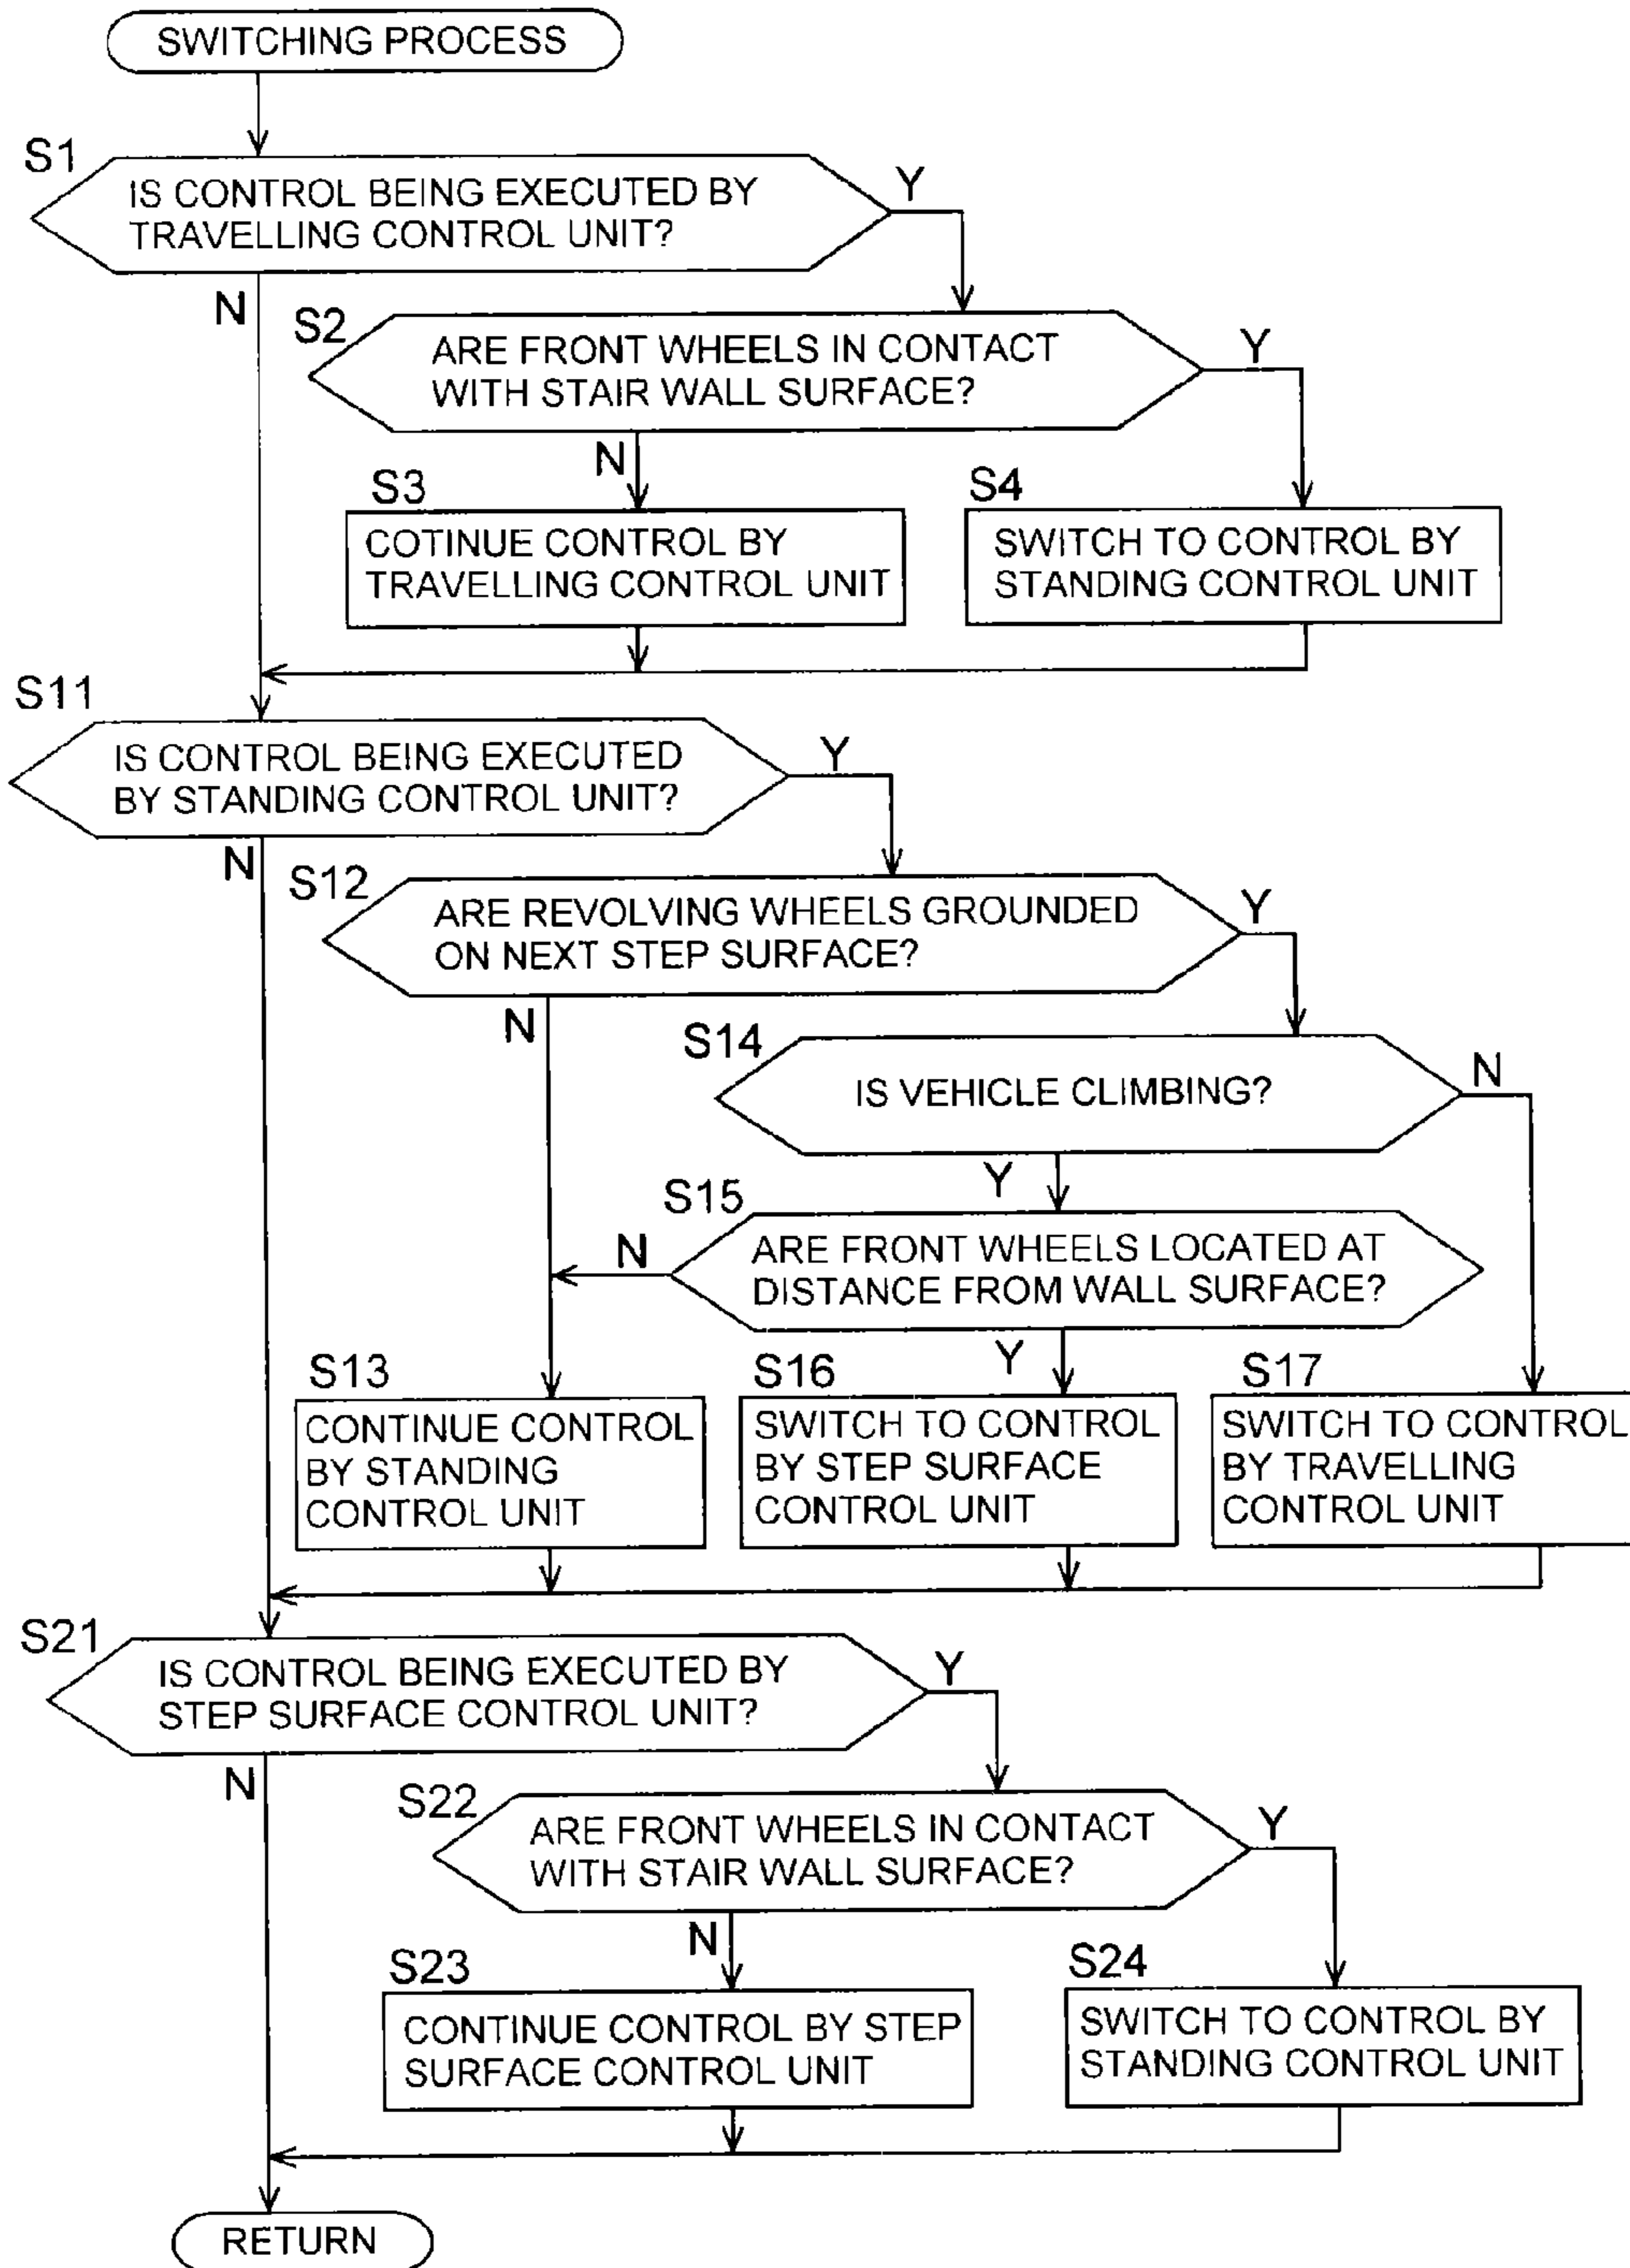 SWITCHING PROCESS
S1
IS CONTROL BEING EXECUTED BY
TRAVELLING CONTROL UNIT?
Y
N
S2
ARE FRONT WHEELS IN CONTACT
WITH STAIR WALL SURFACE?
Y
N
S3
COTINUE CONTROL BY
TRAVELLING CONTROL UNIT
S4
SWITCH TO CONTROL BY
STANDING CONTROL UNIT
S11
IS CONTROL BEING EXECUTED
BY STANDING CONTROL UNIT?
Y
N
S12
ARE REVOLVING WHEELS GROUNDED
ON NEXT STEP SURFACE?
Y
N
S14
IS VEHICLE CLIMBING?
N
Y
S15
ARE FRONT WHEELS LOCATED AT
DISTANCE FROM WALL SURFACE?
N
Y
S13
CONTINUE CONTROL
BY STANDING
CONTROL UNIT
S16
SWITCH TO CONTROL
BY STEP SURFACE
CONTROL UNIT
S17
SWITCH TO CONTROL
BY TRAVELLING
CONTROL UNIT
S21
IS CONTROL BEING EXECUTED BY
STEP SURFACE CONTROL UNIT?
Y
N
S22
ARE FRONT WHEELS IN CONTACT
WITH STAIR WALL SURFACE?
Y
N
S23
CONTINUE CONTROL BY STEP
SURFACE CONTROL UNIT
S24
SWITCH TO CONTROL BY
STANDING CONTROL UNIT
RETURN